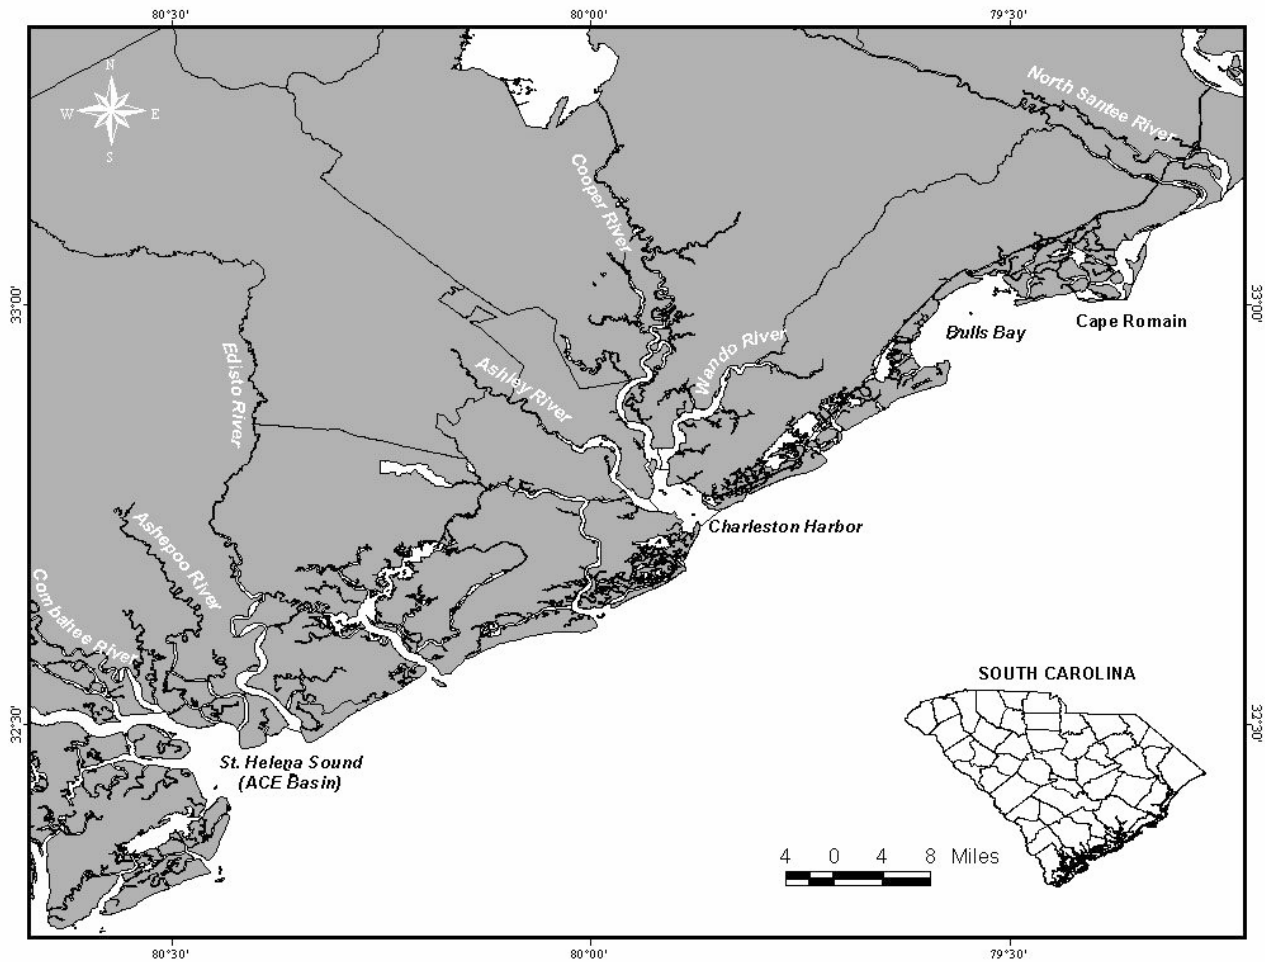 80°30'
80°00'
79°30'
N
W
E
S
North Santee River
Cooper River
33°00'
33°00'
Cape Romain
Bulls Bay
Wando River
Edisto River
Ashley River
Charleston Harbor
Ashepoo River
Combahee River
SOUTH CAROLINA
32°30'
32°30'
St. Helena Sound
(ACE Basin)
4 0 4 8 Miles
80°30'
80°00'
79°30'